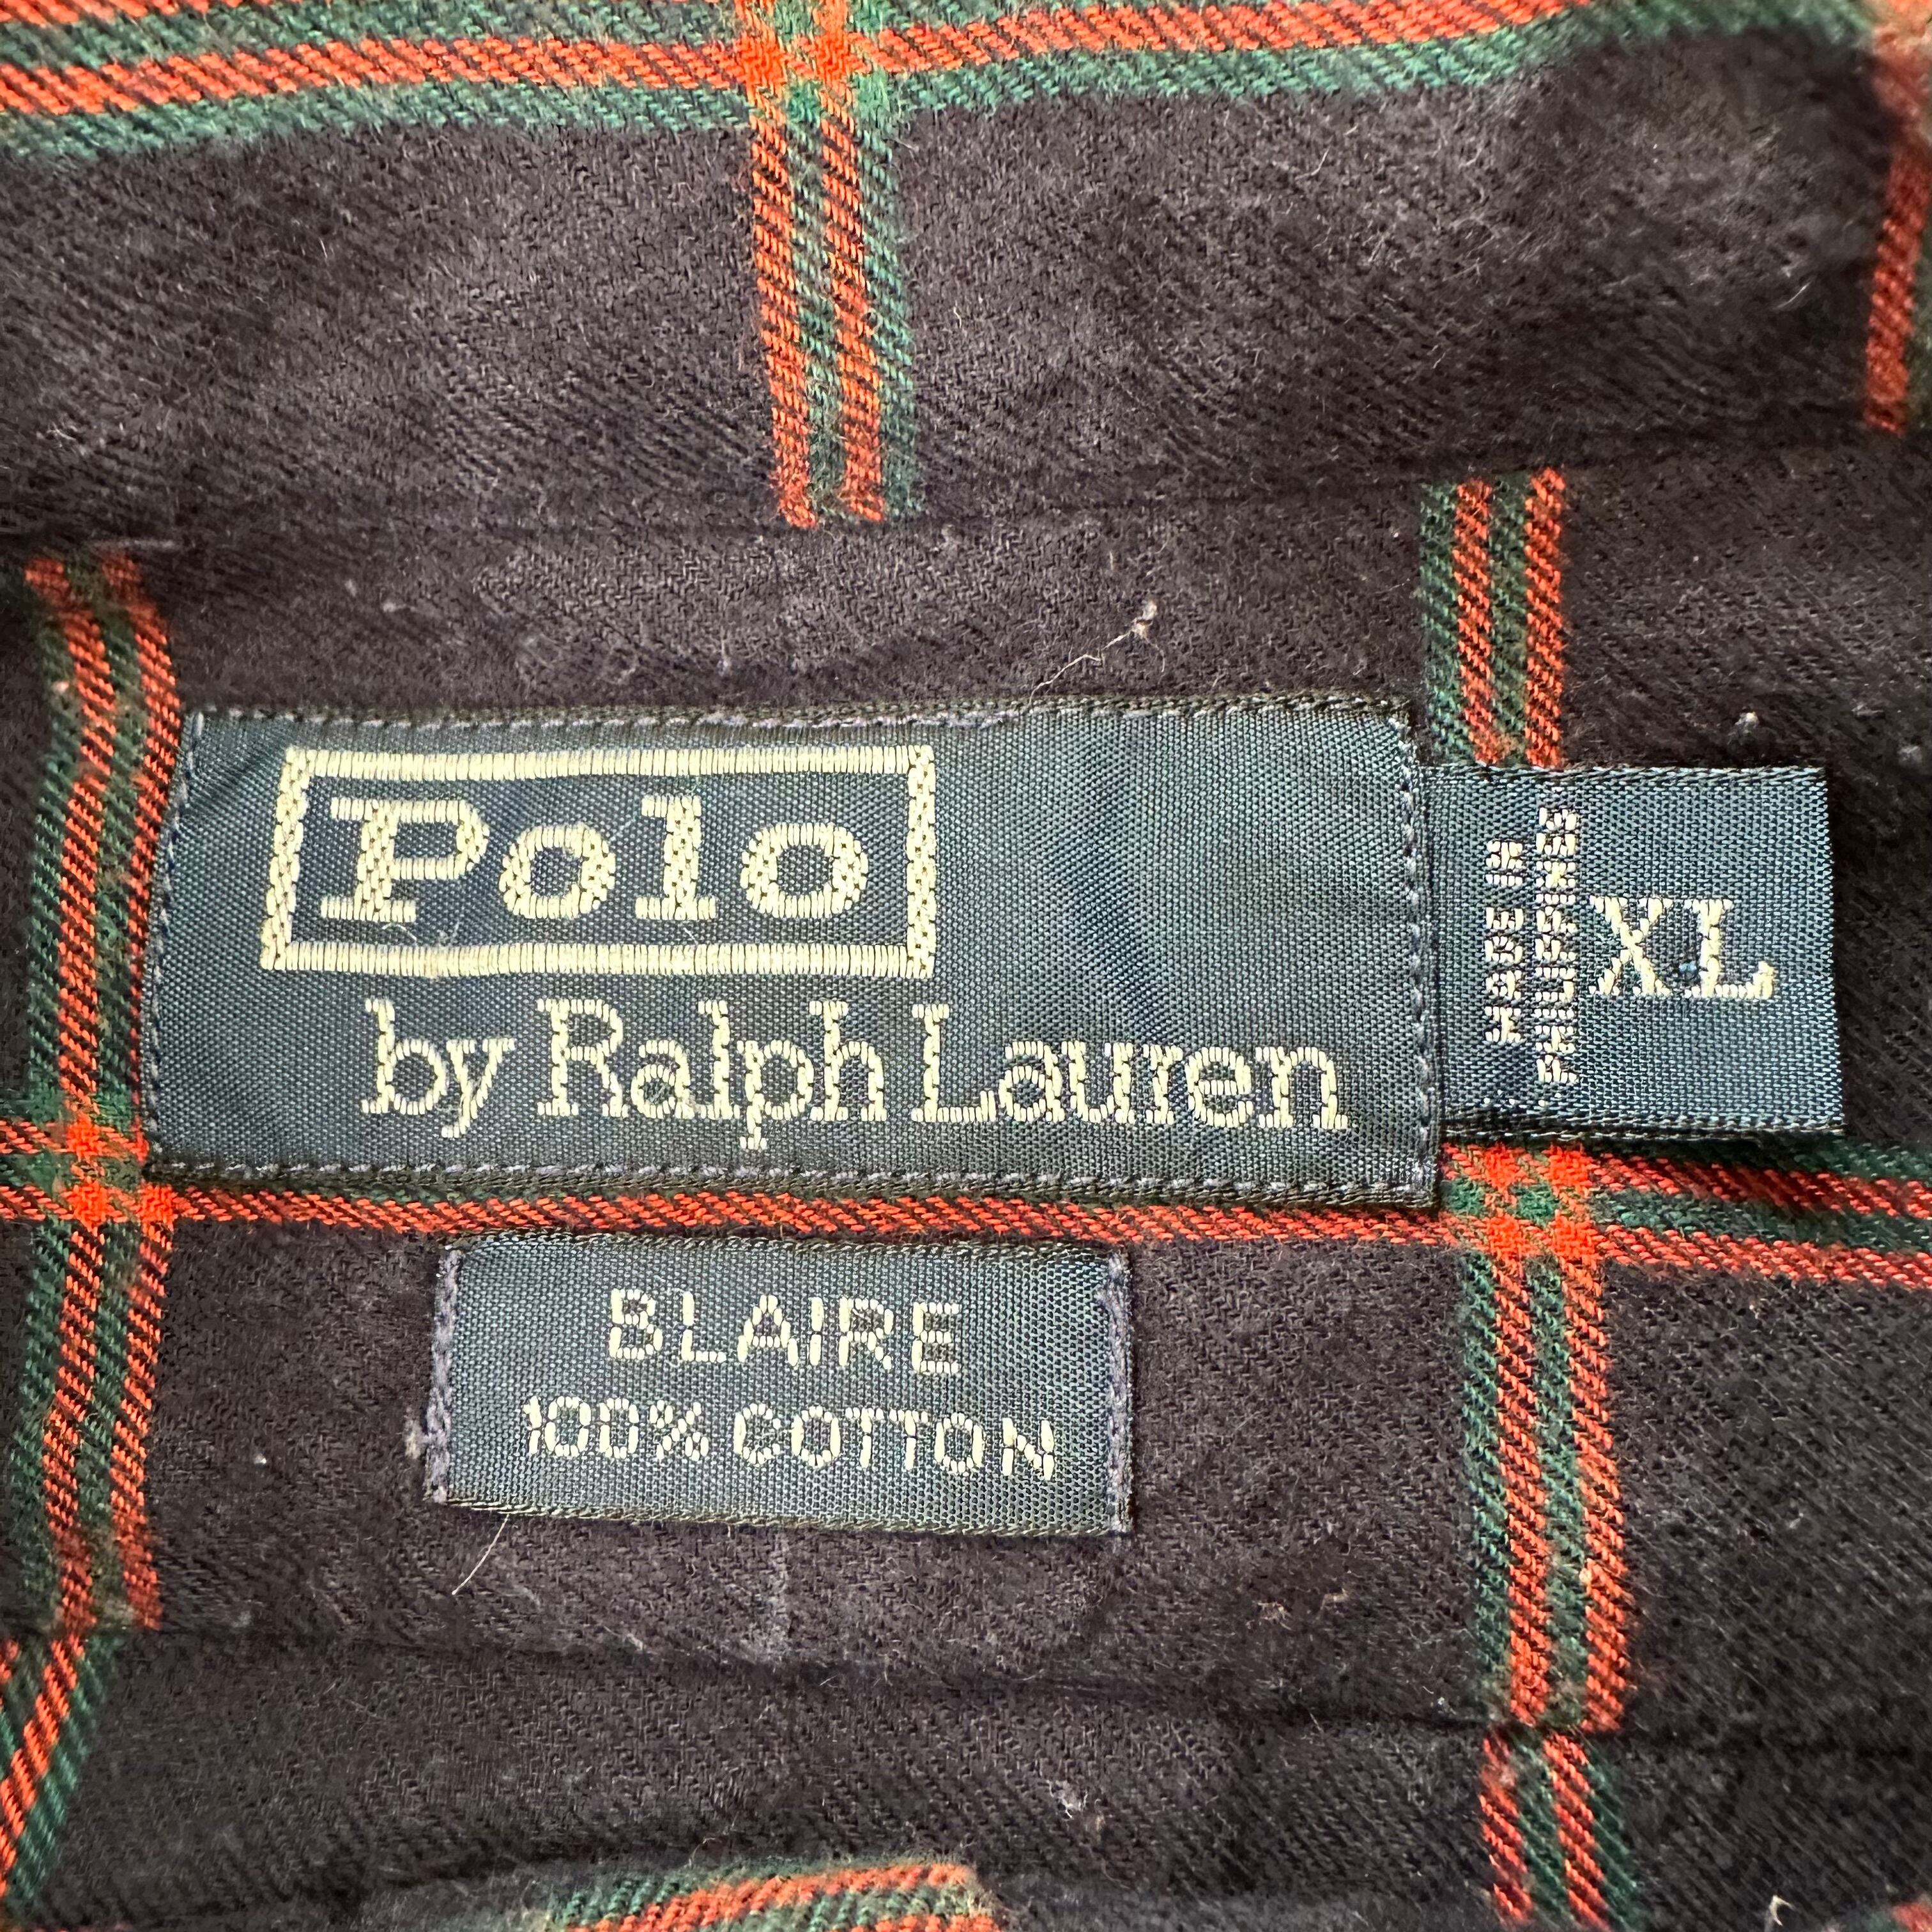 Polo
by Ralph Lauren
MADE IN
PHILIPPINES
XL
BLAIRE
100% COTTON